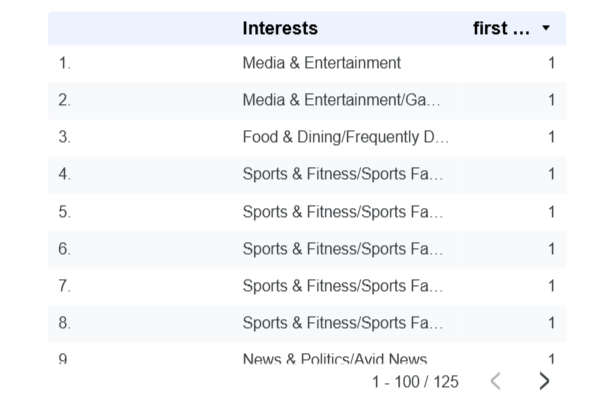 Interests first ...
1. Media & Entertainment 1
2. Media & Entertainment/Ga... 1
3. Food & Dining/Frequently D... 1
4. Sports & Fitness/Sports Fa... 1
5. Sports & Fitness/Sports Fa... 1
6. Sports & Fitness/Sports Fa... 1
7. Sports & Fitness/Sports Fa... 1
8. Sports & Fitness/Sports Fa... 1
9 News & Politics/Avid News 1
1 - 100 / 125